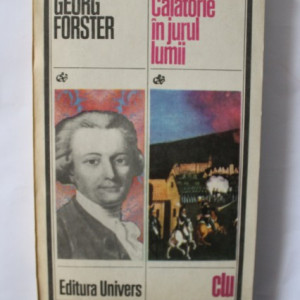 GEORG
FORSTER
Călătorie
în jurul
lumii
Editura Univers
clu